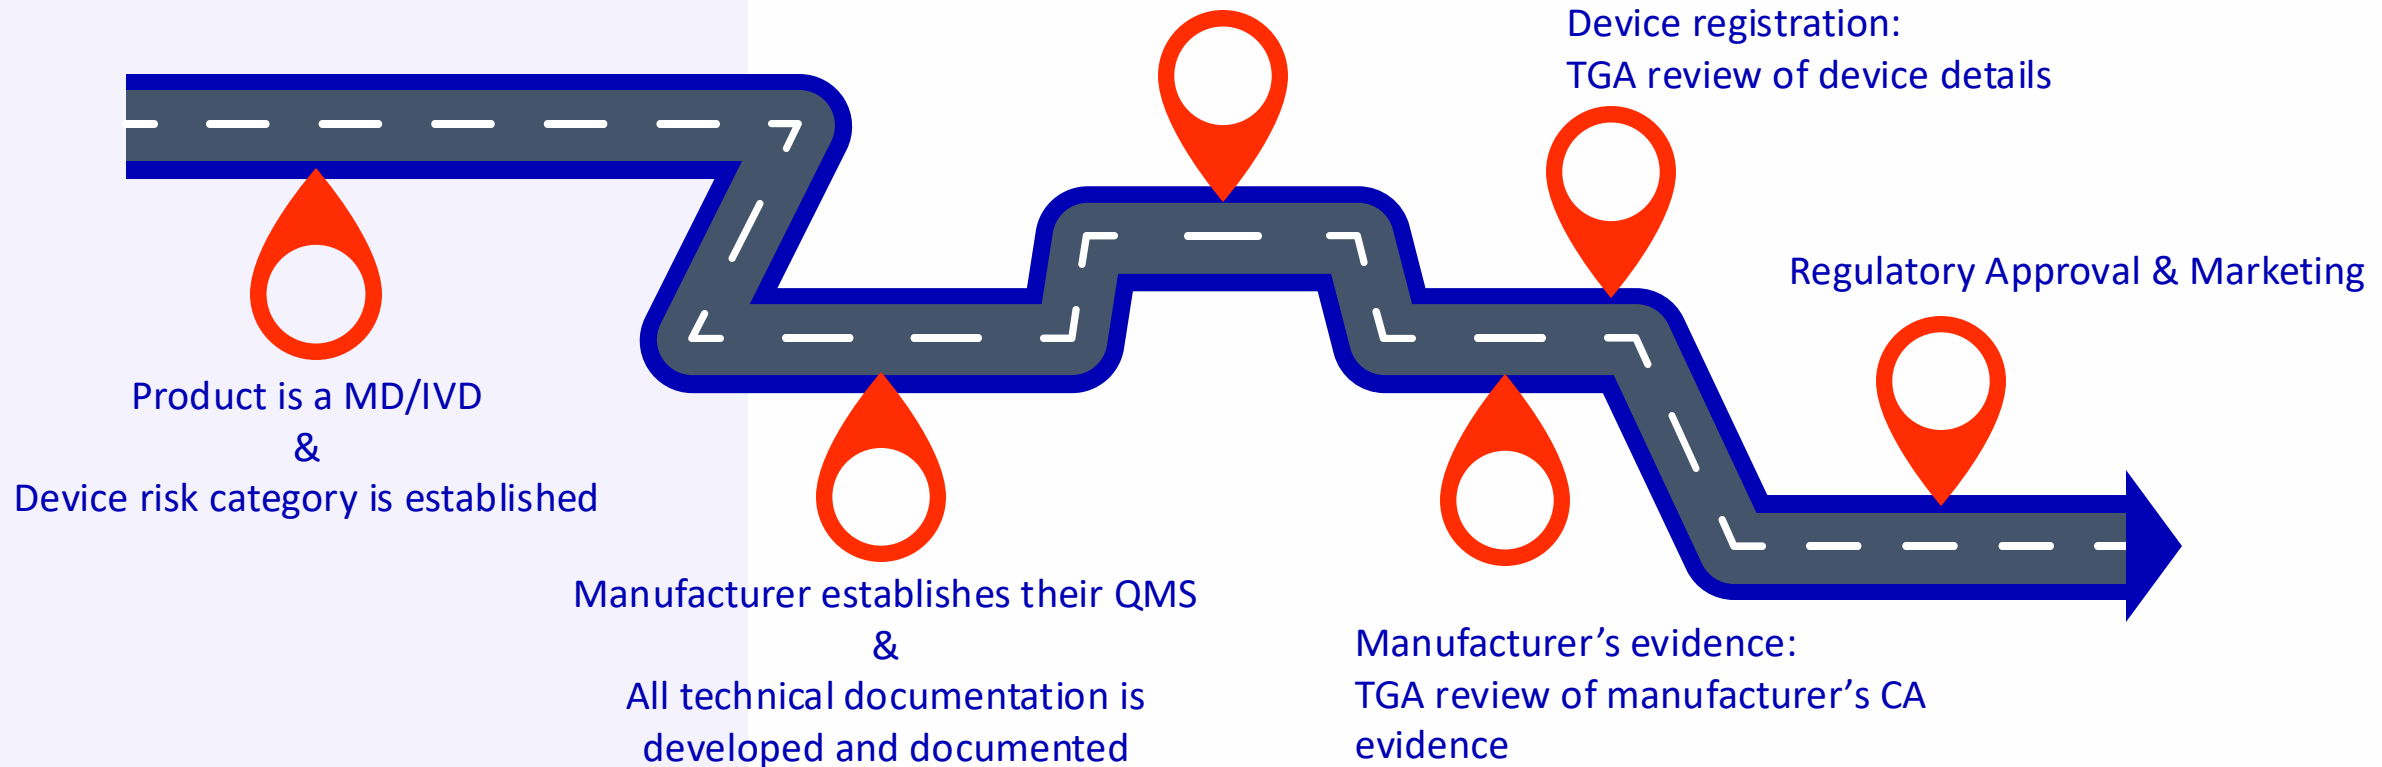 Product is a MD/IVD
&
Device risk category is established
Manufacturer establishes their QMS
&
All technical documentation is
developed and documented
Manufacturer’s evidence:
TGA review of manufacturer’s CA
evidence
Device registration:
TGA review of device details
Regulatory Approval & Marketing